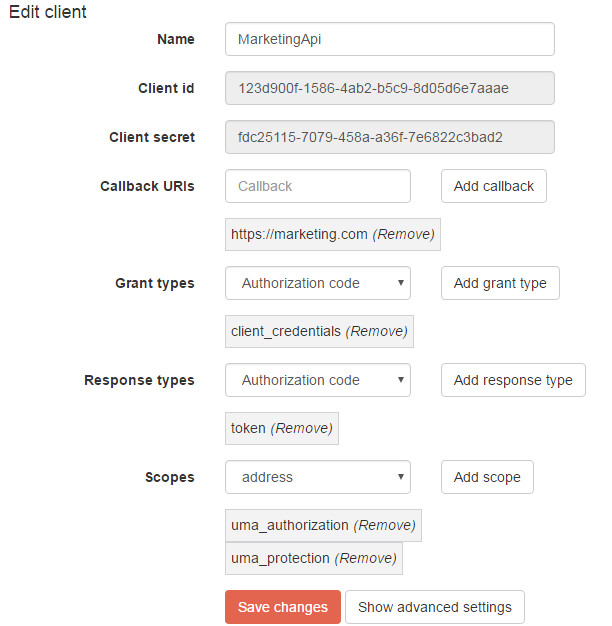 Edit client
Name MarketingApi
Client id 123d900f-1586-4ab2-b5c9-8d05d6e7aaae
Client secret fdc25115-7079-458a-a36f-7e6822c3bad2
Callback URIs Callback Add callback
https://marketing.com (Remove)
Grant types Authorization code Add grant type
client_credentials (Remove)
Response types Authorization code Add response type
token (Remove)
Scopes address Add scope
uma_authorization (Remove)
uma_protection (Remove)
Save changes Show advanced settings